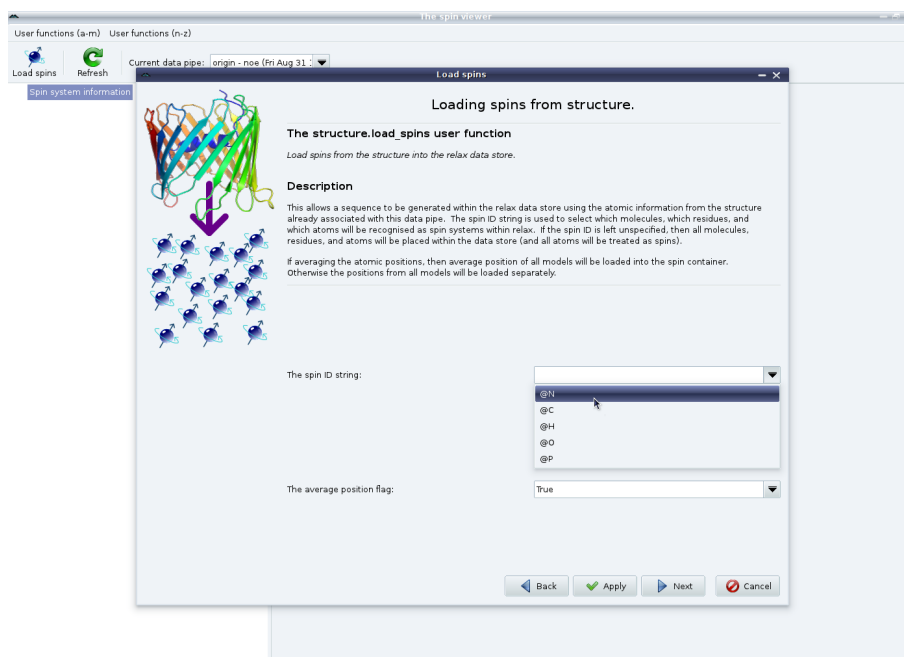 The spin viewer
User functions (a-m) User functions (n-z)
Load spins
Refresh
Current data pipe: origin - noe (Fri Aug 31 :
Spin system information
Load spins
Loading spins from structure.
The structure.load_spins user function
Load spins from the structure into the relax data store.
Description
This allows a sequence to be generated within the relax data store using the atomic information from the structure
already associated with this data pipe. The spin ID string is used to select which molecules, which residues, and
which atoms will be recognised as spin systems within relax. If the spin ID is left unspecified, then all molecules,
residues, and atoms will be placed within the data store (and all atoms will be treated as spins).
If averaging the atomic positions, then average position of all models will be loaded into the spin container.
Otherwise the positions from all models will be loaded separately.
The spin ID string:
@N
@C
@H
@O
@P
The average position flag: True
Back Apply Next Cancel